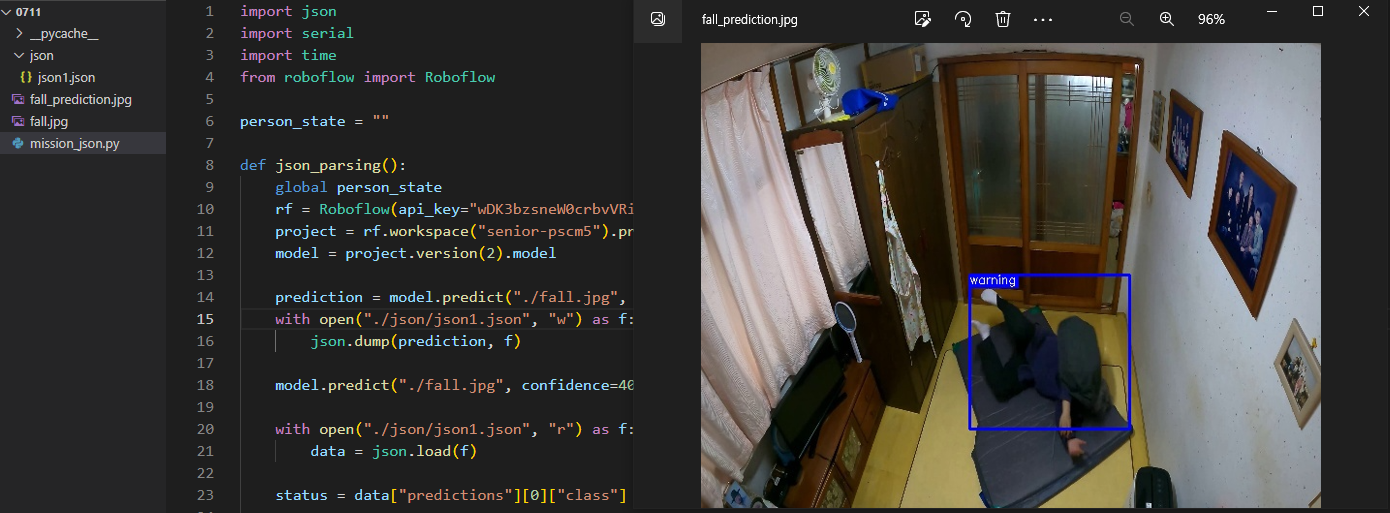 0711
__pycache__
json
{} json1.json
fall_prediction.jpg
fall.jpg
mission_json.py
1 import json
2 import serial
3 import time
4 from roboflow import Roboflow
5
6 person_state = ""
7
8 def json_parsing():
9 global person_state
10 rf = Roboflow(api_key="wDK3bzsneW0crbvVRi
11 project = rf.workspace("senior-pscm5").pr
12 model = project.version(2).model
13
14 prediction = model.predict("./fall.jpg",
15 with open("./json/json1.json", "w") as f:
16 json.dump(prediction, f)
17
18 model.predict("./fall.jpg", confidence=40
19
20 with open("./json/json1.json", "r") as f:
21 data = json.load(f)
22
23 status = data["predictions"][0]["class"]
fall_prediction.jpg
96%
warning